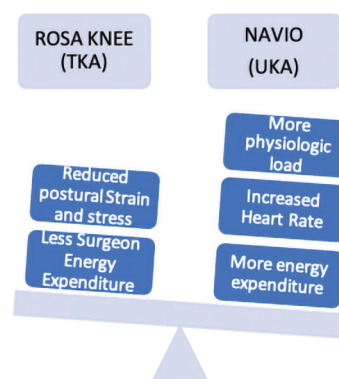 ROSA KNEE
(TKA)
NAVIO
(UKA)
More
physiologic
load
Reduced
postural Strain
and stress
Increased
Heart Rate
Less Surgeon
Energy
Expenditure
More energy
expenditure